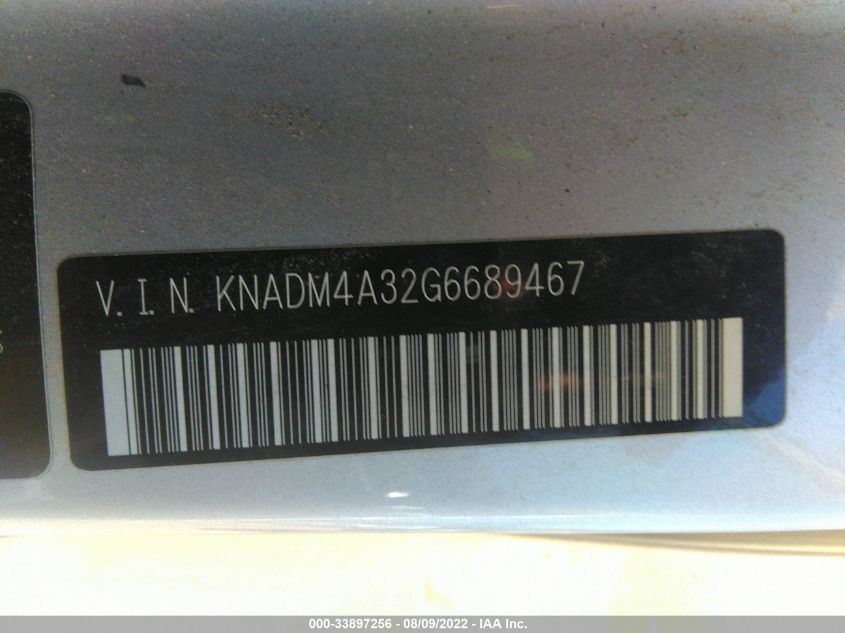 V. I. N. KNADM4A32G6689467
000-33897256 - 08/09/2022 - IAA Inc.